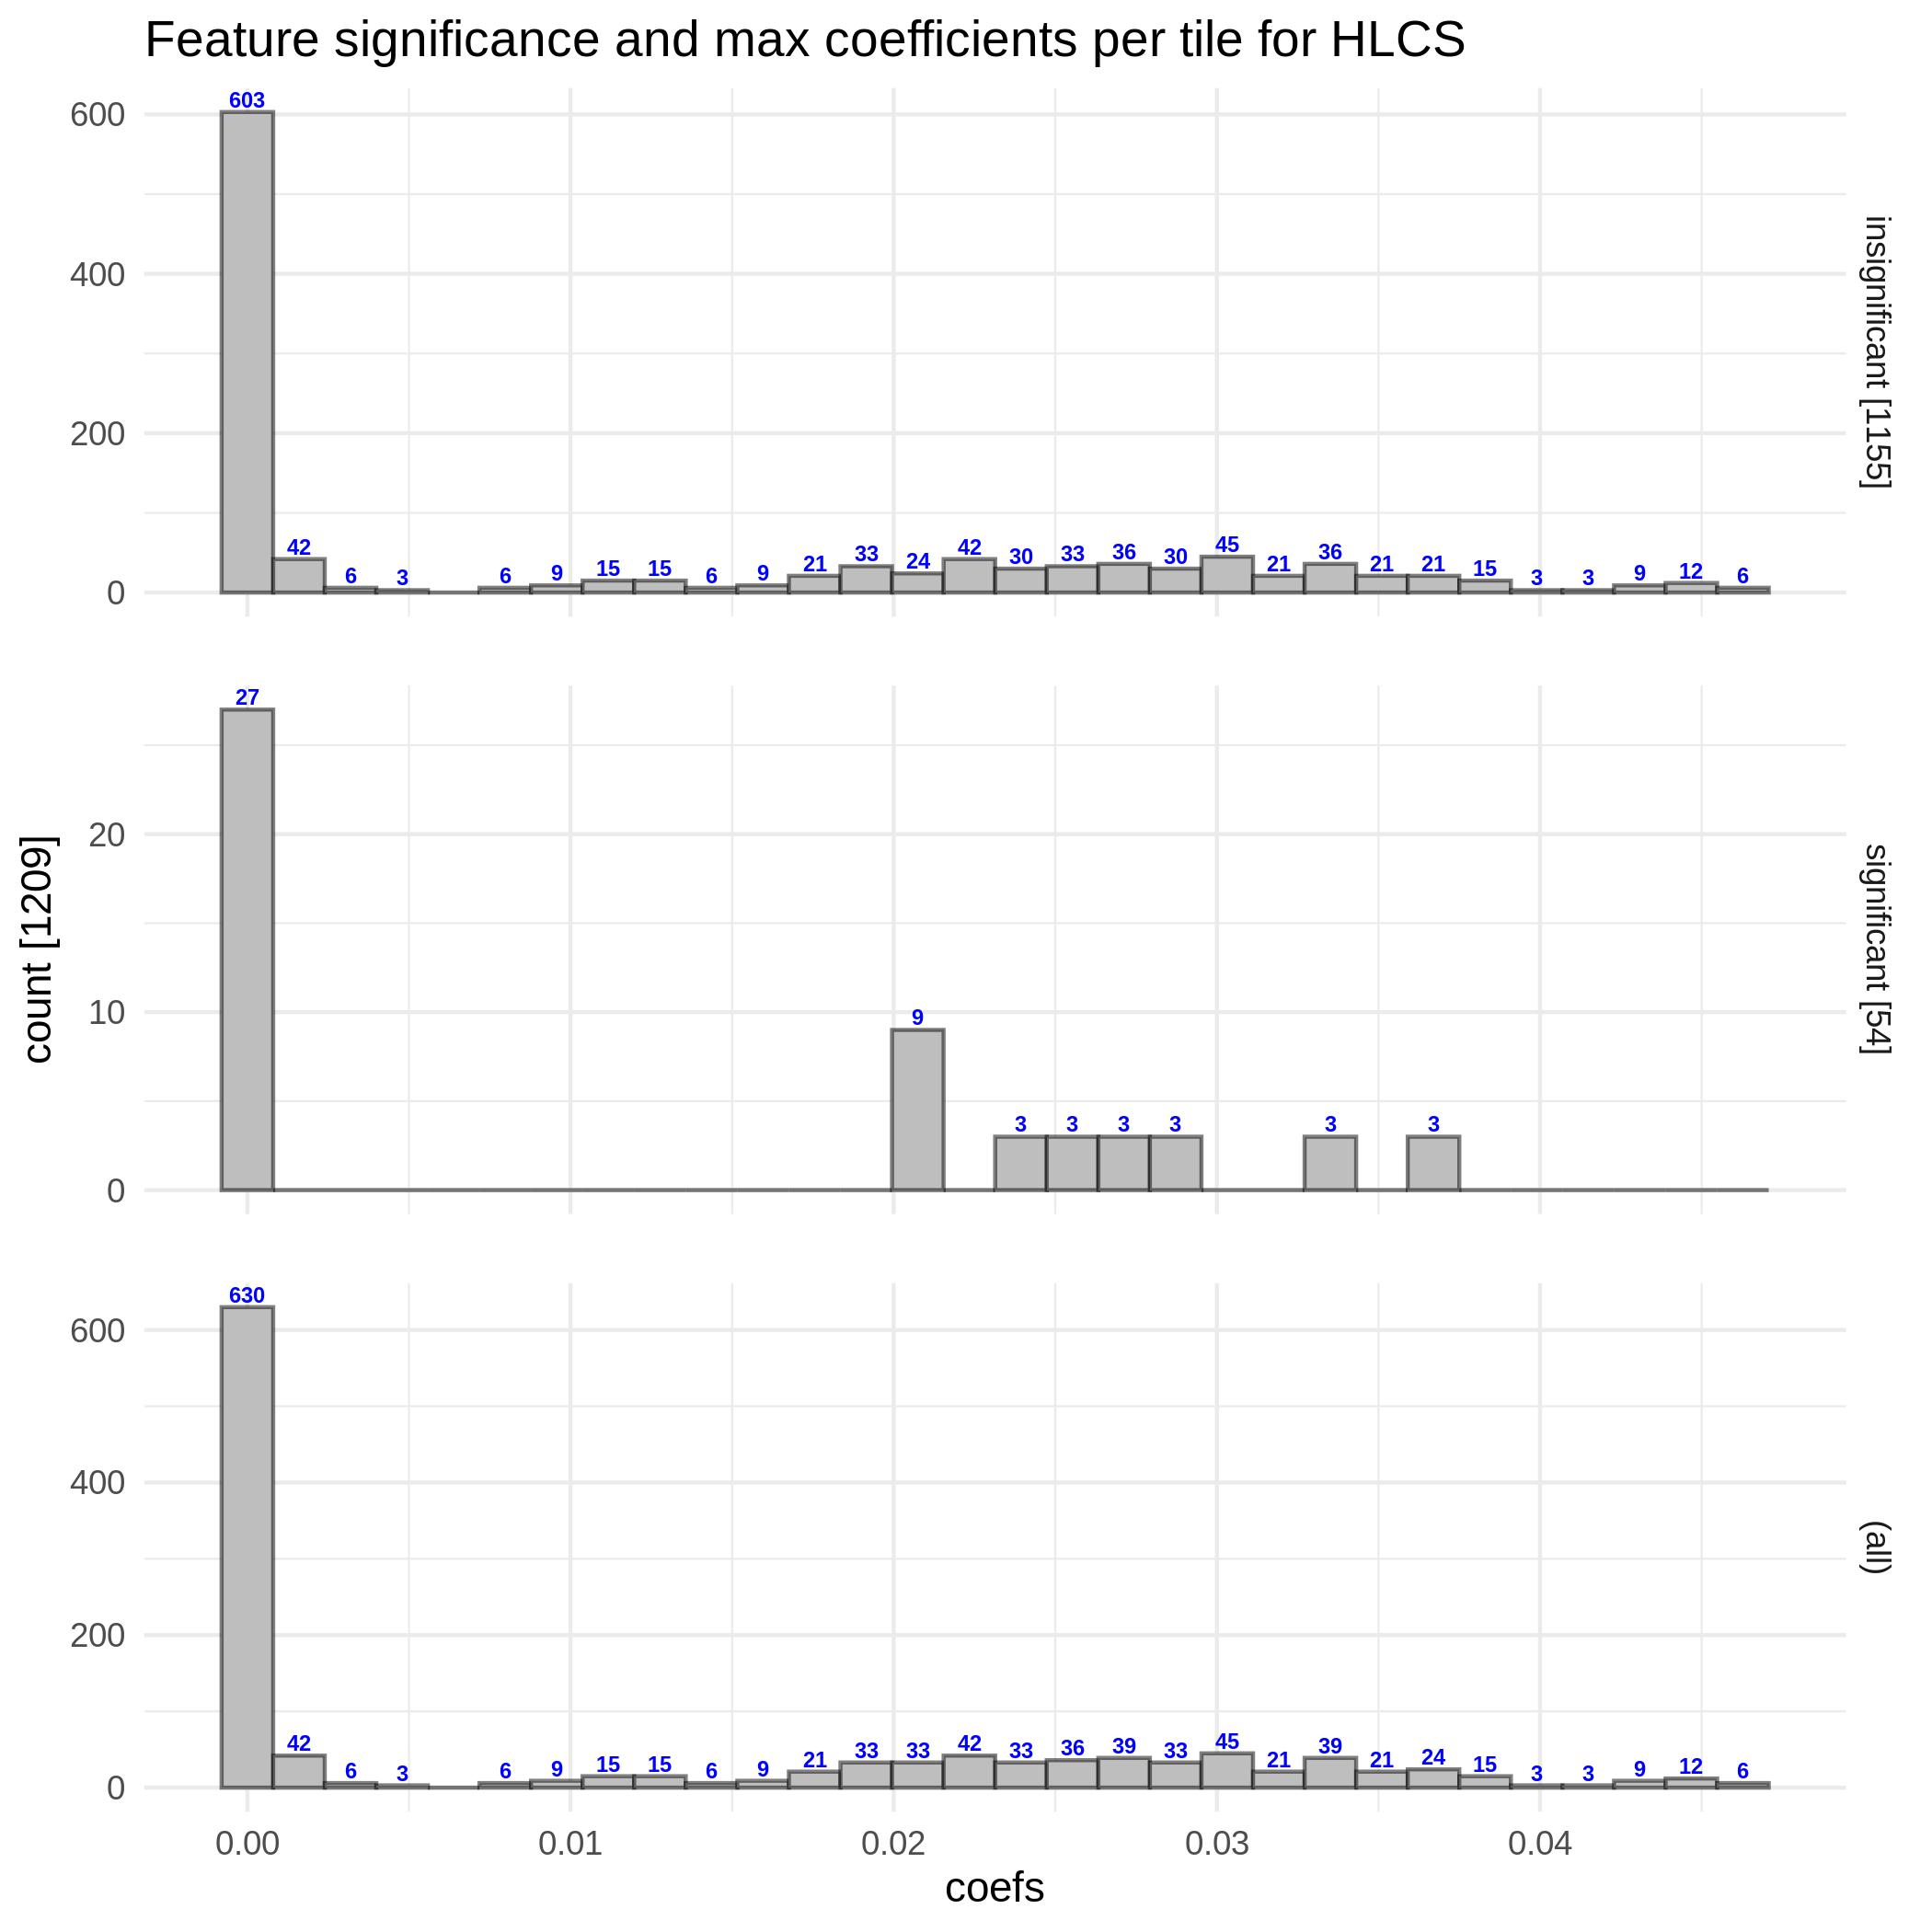 Feature significance and max coefficients per tile for HLCS
603
600
400
200
0
42 6 3 6 9 15 15 6 9 21 33 24 42 30 33 36 30 45 21 36 21 21 15 3 3 9 12 6
insignificant [1155]
27
20
10
0
9 3 3 3 3 3 3
significant [54]
count [1209]
630
600
400
200
0
42 6 3 6 9 15 15 6 9 21 33 33 42 33 36 39 33 45 21 39 21 24 15 3 3 9 12 6
(all)
0.00 0.01 0.02 0.03 0.04
coefs